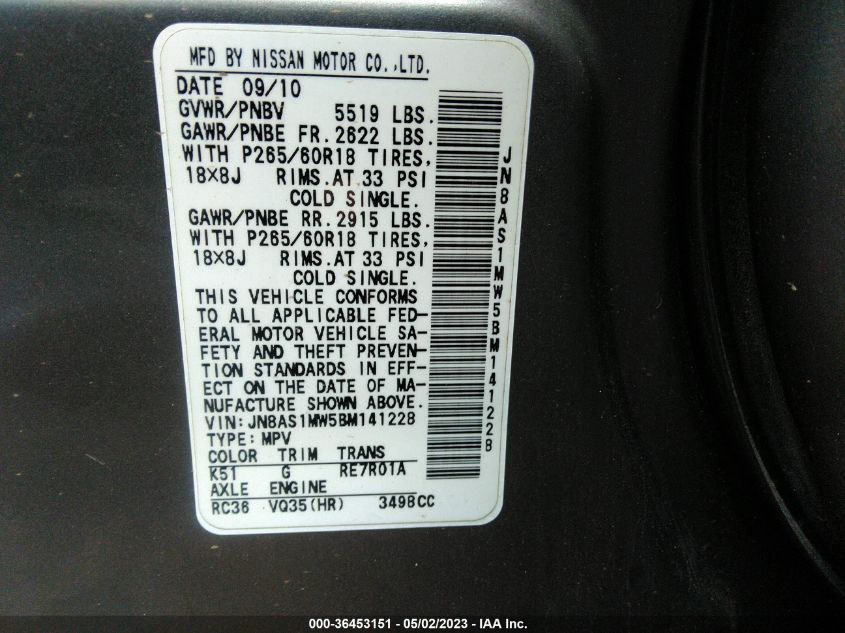 MFD BY NISSAN MOTOR CO.,LTD.
DATE 09/10
GVWR/PNBV 5519 LBS.
GAWR/PNBE FR. 2622 LBS.
WITH P265/60R18 TIRES,
18X8J RIMS. AT 33 PSI
COLD SINGLE.
GAWR/PNBE RR. 2915 LBS.
WITH P265/60R18 TIRES,
18X8J RIMS. AT 33 PSI
COLD SINGLE.
THIS VEHICLE CONFORMS
TO ALL APPLICABLE FED-
ERAL MOTOR VEHICLE SA-
FETY AND THEFT PREVEN-
TION STANDARDS IN EFF-
ECT ON THE DATE OF MA-
NUFACTURE SHOWN ABOVE.
VIN: JN8AS1MW5BM141228
TYPE: MPV
COLOR TRIM TRANS
K51 G RE7R01A
AXLE ENGINE
RC36 VQ35(HR) 3498CC
JN8AS1MW5BM141228
000-36453151 - 05/02/2023 - IAA Inc.